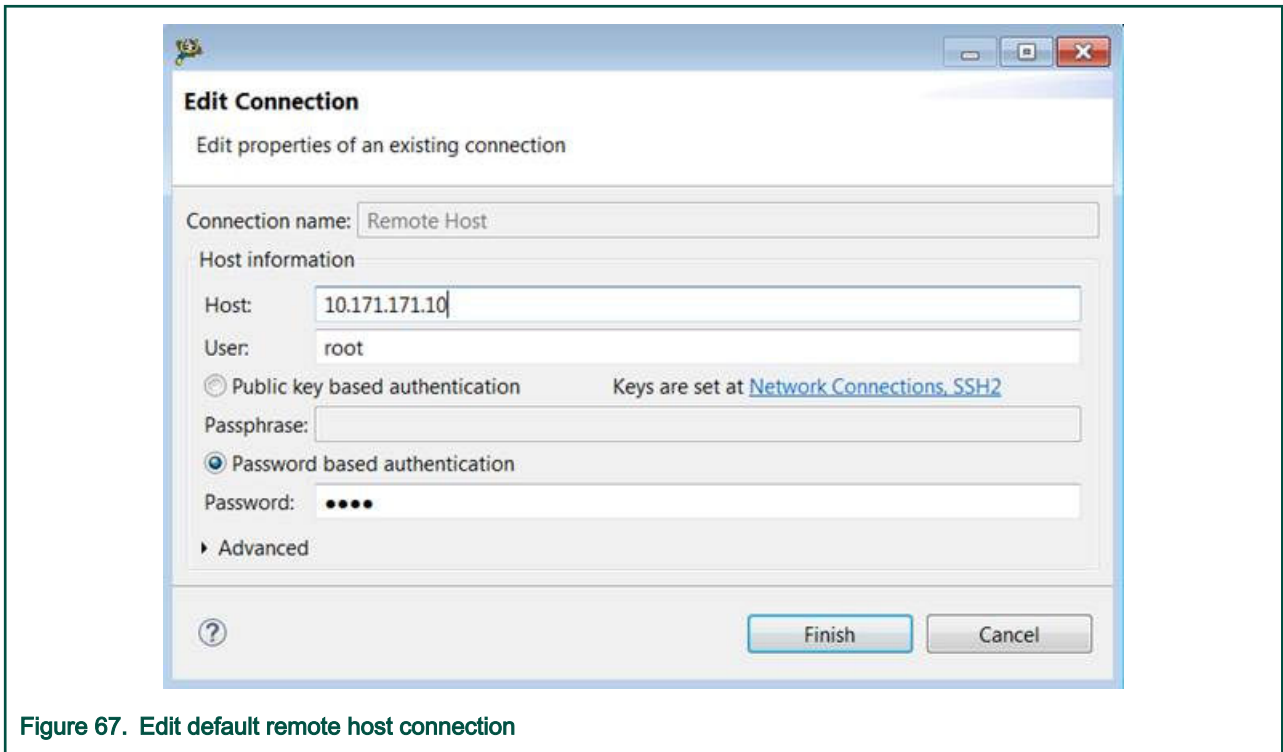 Edit Connection
Edit properties of an existing connection
Connection name: Remote Host
Host information
Host: 10.171.171.10
User: root
Public key based authentication Keys are set at Network Connections, SSH2
Passphrase:
Password based authentication
Password: ••••
Advanced
? Finish Cancel
Figure 67. Edit default remote host connection